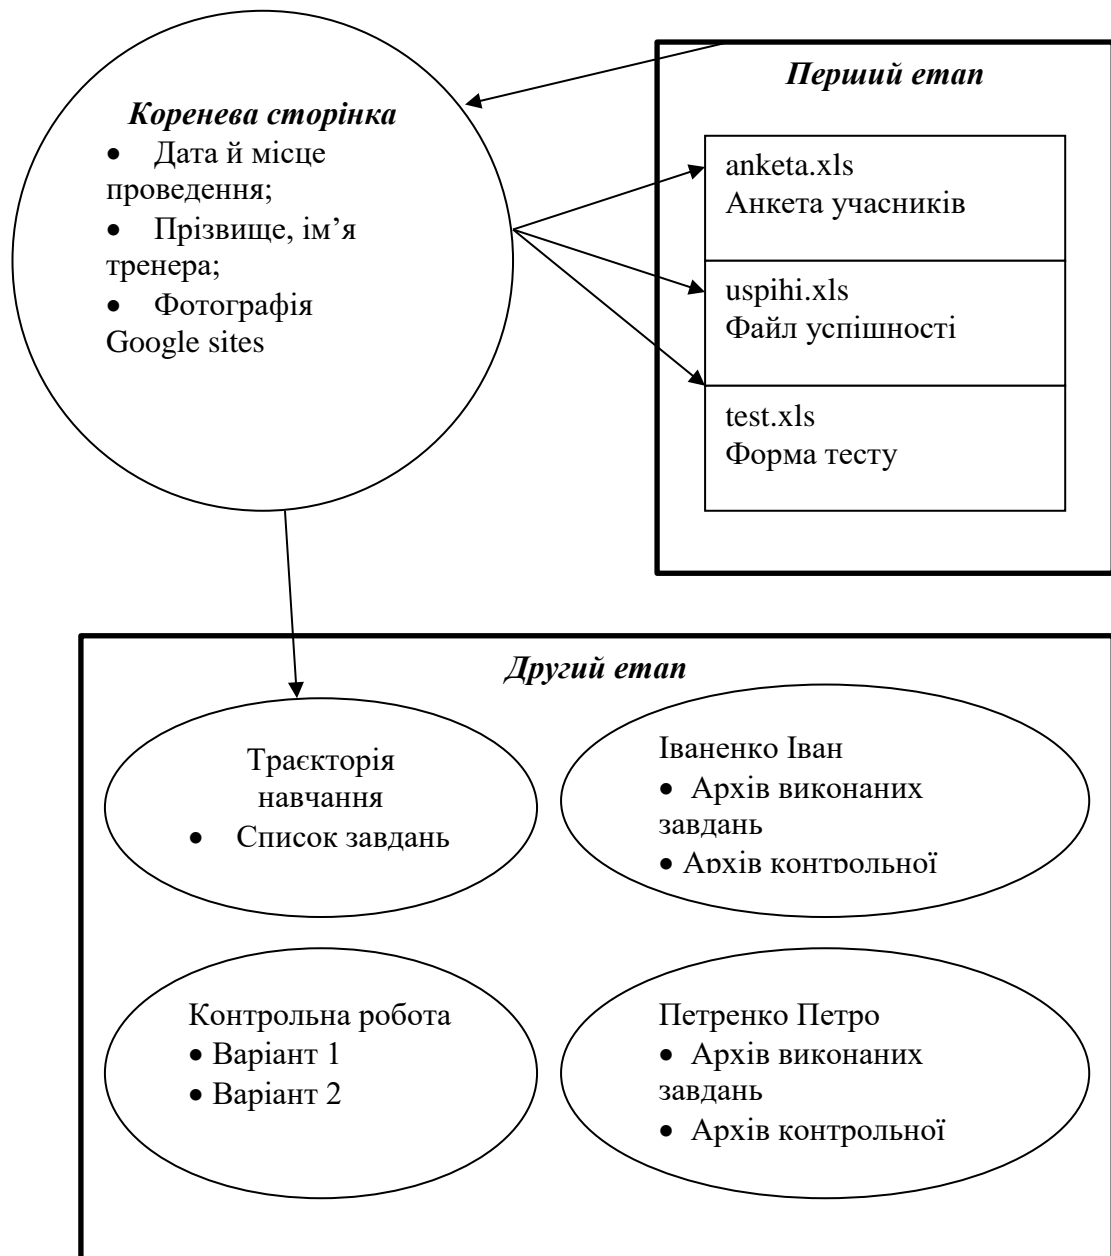 Коренева сторінка
• Дата й місце
проведення;
• Прізвище, ім’я
тренера;
• Фотографія
Google sites
Перший етап
anketa.xls
Анкета учасників
uspihi.xls
Файл успішності
test.xls
Форма тесту
Другий етап
Траєкторія
навчання
• Список завдань
Іваненко Іван
• Архів виконаних
завдань
• Архів контрольної
Контрольна робота
• Варіант 1
• Варіант 2
Петренко Петро
• Архів виконаних
завдань
• Архів контрольної